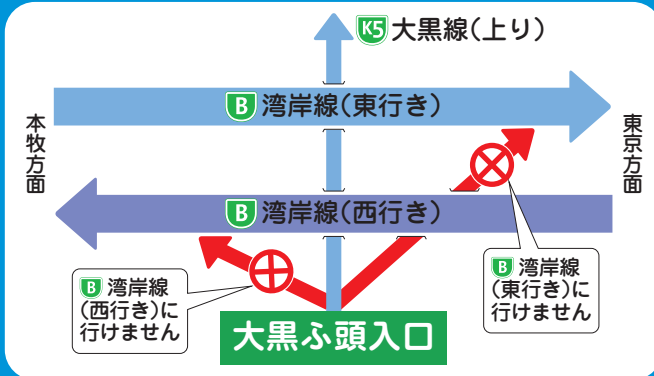 K5 大黒線(上り)
B 湾岸線(東行き)
本牧方面
東京方面
B 湾岸線(西行き)
B 湾岸線
(西行き)に
行けません
B 湾岸線
(東行き)に
行けません
大黒ふ頭入口